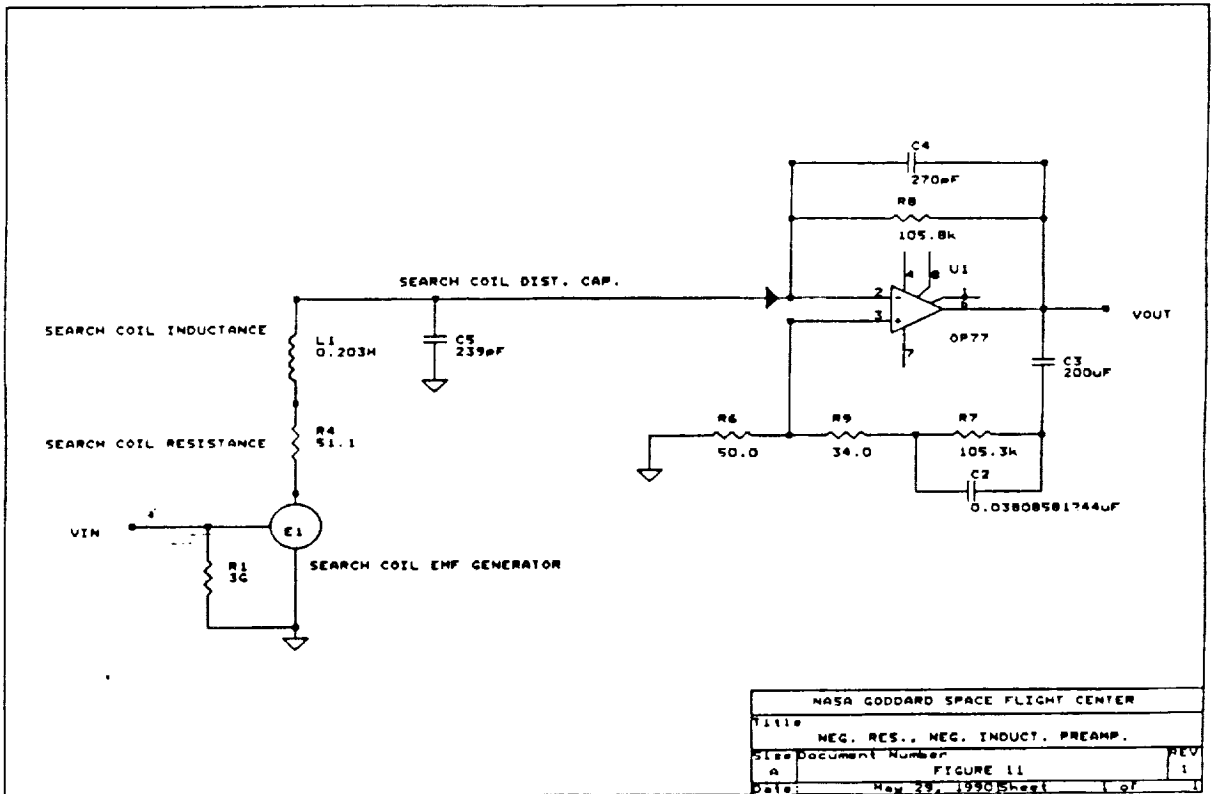 C4
270pF
R8
105.8k
4
8
U1
SEARCH COIL DIST. CAP.
2
-
1
6
3
+
VOUT
SEARCH COIL INDUCTANCE
L1
0.203H
C5
239pF
OP77
7
C3
200uF
SEARCH COIL RESISTANCE
R4
51.1
R6
50.0
R9
34.0
R7
105.3k
C2
0.03808581744uF
VIN
E1
R1
3G
SEARCH COIL EMF GENERATOR
NASA GODDARD SPACE FLIGHT CENTER
Title
NEG. RES., NEG. INDUCT. PREAMP.
Size Document Number
REV
A
FIGURE 11
1
Date: May 29, 1990 Sheet 1 of 1